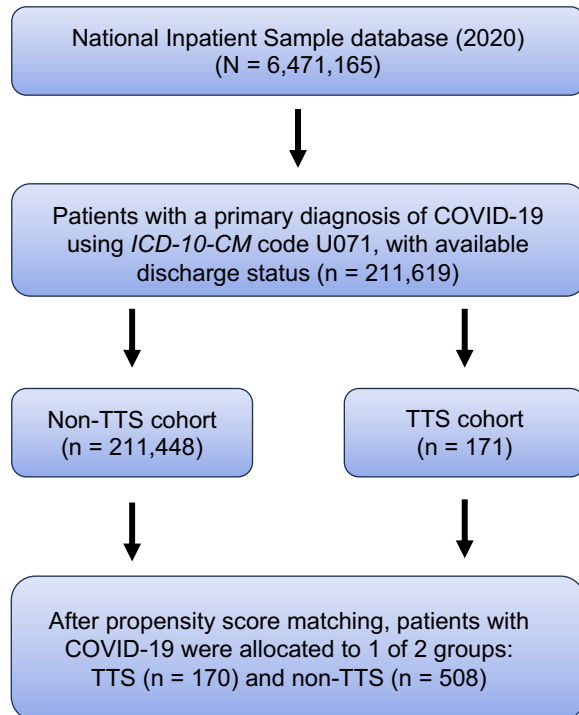 National Inpatient Sample database (2020)
(N = 6,471,165)
Patients with a primary diagnosis of COVID-19
using ICD-10-CM code U071, with available
discharge status (n = 211,619)
Non-TTS cohort
(n = 211,448)
TTS cohort
(n = 171)
After propensity score matching, patients with
COVID-19 were allocated to 1 of 2 groups:
TTS (n = 170) and non-TTS (n = 508)